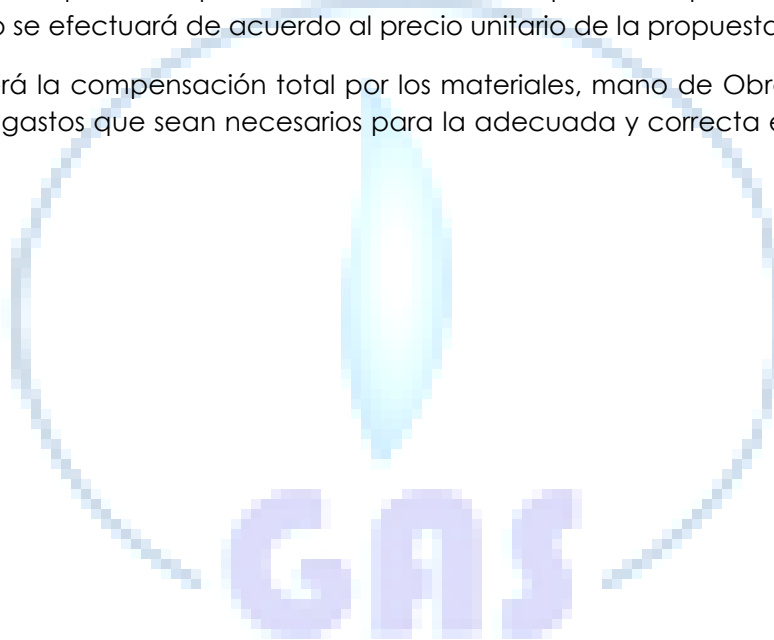 o se efectuará de acuerdo al precio unitario de la propuesta
rá la compensación total por los materiales, mano de Obra
gastos que sean necesarios para la adecuada y correcta e
GAS